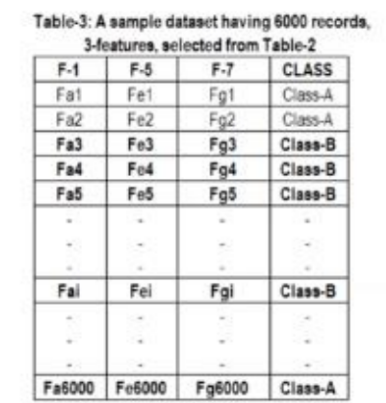 Table-3: A sample dataset having 6000 records,
3-features, selected from Table-2
F-1 F-5 F-7 CLASS
Fa1 Fe1 Fg1 Class-A
Fa2 Fe2 Fg2 Class-A
Fa3 Fe3 Fg3 Class-B
Fa4 Fe4 Fg4 Class-B
Fa5 Fe5 Fg5 Class-B
- - - -
- - - -
- - - -
Fai Fei Fgi Class-B
- - - -
- - - -
- - - -
Fa6000 Fe6000 Fg6000 Class-A